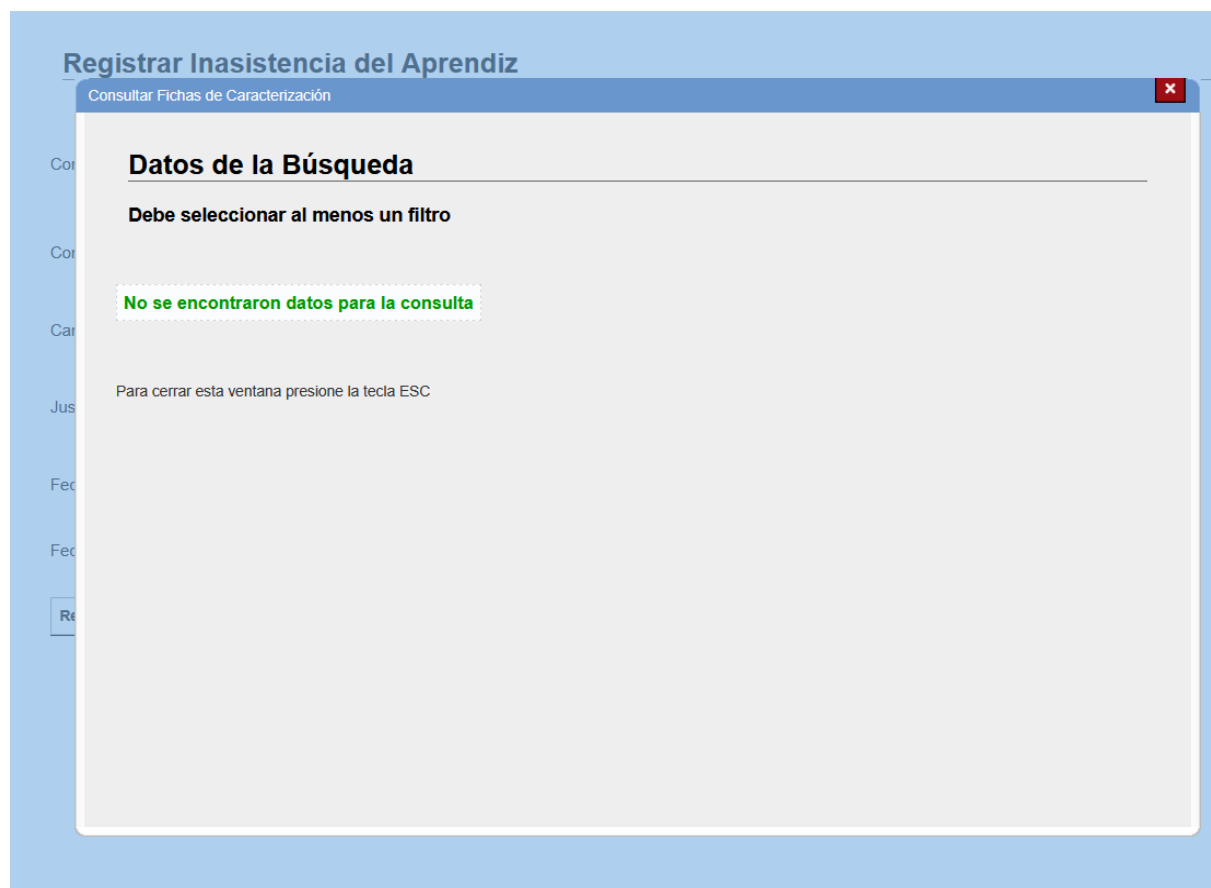 Registrar Inasistencia del Aprendiz
Consultar Fichas de Caracterización
Datos de la Búsqueda
Debe seleccionar al menos un filtro
No se encontraron datos para la consulta
Para cerrar esta ventana presione la tecla ESC